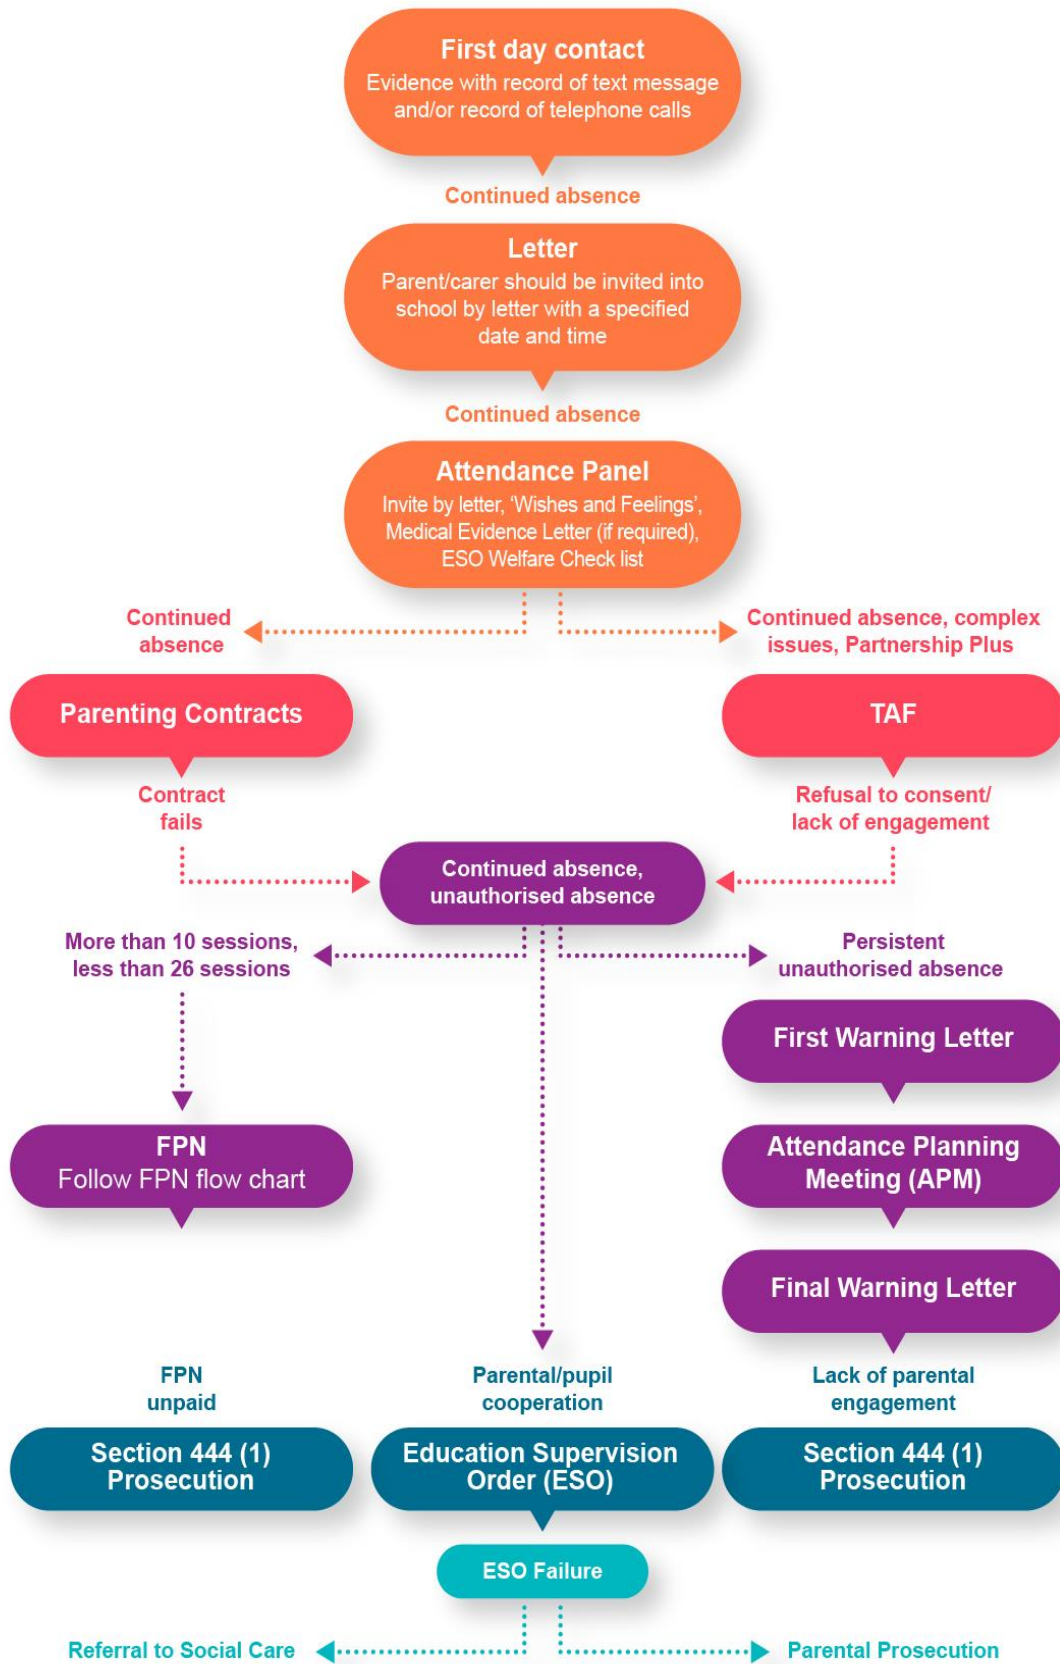 First day contact
Evidence with record of text message
and/or record of telephone calls
Continued absence
Letter
Parent/carer should be invited into
school by letter with a specified
date and time
Continued absence
Attendance Panel
Invite by letter, ‘Wishes and Feelings’,
Medical Evidence Letter (if required),
ESO Welfare Check list
Continued
absence
Continued absence, complex
issues, Partnership Plus
Parenting Contracts
TAF
Contract
fails
Refusal to consent/
lack of engagement
Continued absence,
unauthorised absence
More than 10 sessions,
less than 26 sessions
Persistent
unauthorised absence
First Warning Letter
FPN
Follow FPN flow chart
Attendance Planning
Meeting (APM)
Final Warning Letter
FPN
unpaid
Parental/pupil
cooperation
Lack of parental
engagement
Section 444 (1)
Prosecution
Education Supervision
Order (ESO)
Section 444 (1)
Prosecution
ESO Failure
Referral to Social Care
Parental Prosecution